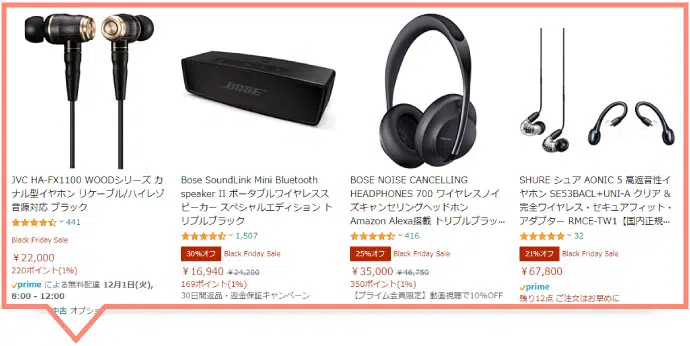 BOSE
JVC HA-FX1100 WOODシリーズ カ
ナル型イヤホン リケーブル/ハイレゾ
音源対応 ブラック
441
Black Friday Sale
￥22,000
220ポイント(1%)
prime による無料配達 12月1日(火),
8:00 - 12:00
中古 オプショ
Bose SoundLink Mini Bluetooth
speaker II ポータブルワイヤレスス
ピーカー スペシャルエディション ト
リプルブラック
1,507
30%オフ Black Friday Sale
￥16,940 ￥24,200
169ポイント(1%)
30日間返品・返金保証キャンペーン
BOSE NOISE CANCELLING
HEADPHONES 700 ワイヤレスノイ
ズキャンセリングヘッドホン
Amazon Alexa搭載 トリプルブラッ…
416
25%オフ Black Friday Sale
￥35,000 ￥46,750
350ポイント(1%)
【プライム会員限定】動画視聴で10%OFF
SHURE シュア AONIC 5 高遮音性イ
ヤホン SE53BACL+UNI-A クリア &
完全ワイヤレス・セキュアフィット・
アダプター RMCE-TW1【国内正規…
32
21%オフ Black Friday Sale
￥67,800
prime
残り12点 ご注文はお早めに